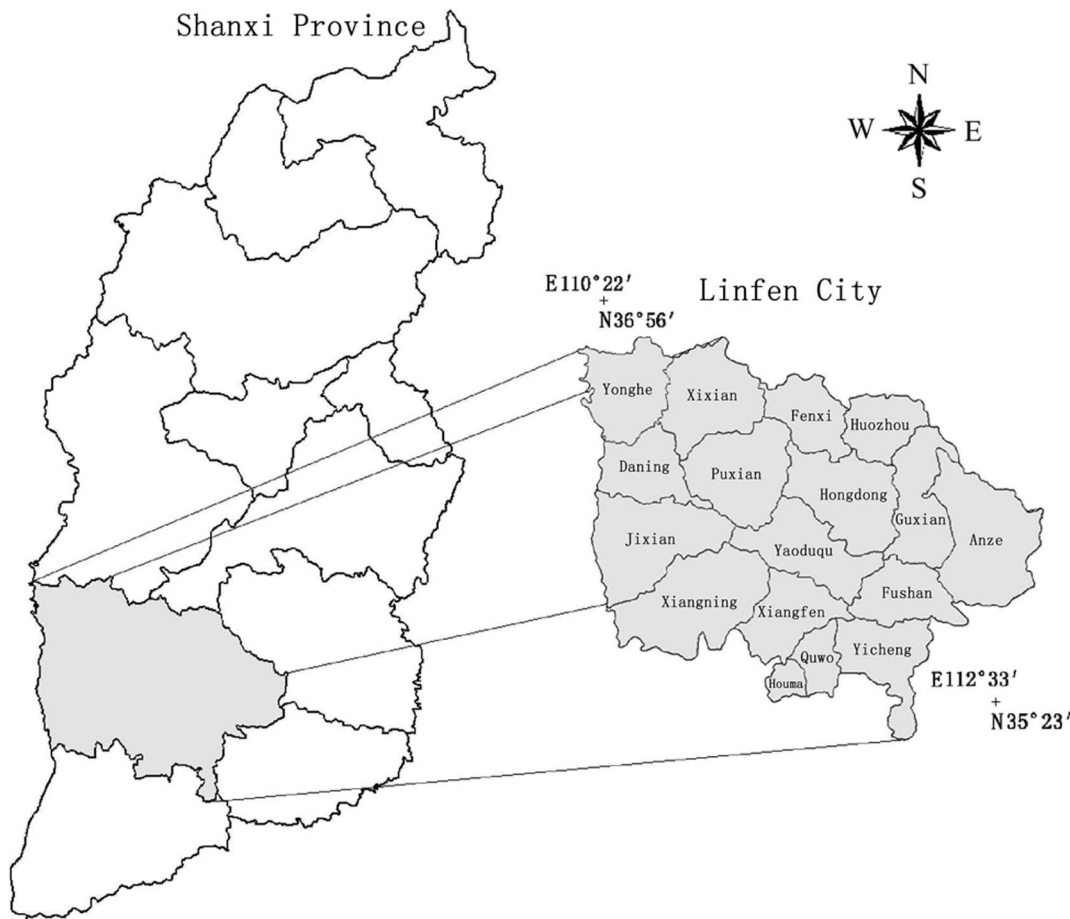 Shanxi Province
N
W E
S
E110°22′
+
N36°56′
Linfen City
Yonghe
Xixian
Fenxi
Huozhou
Daning
Puxian
Hongdong
Guxian
Anze
Jixian
Yaoduqu
Xiangning
Xiangfen
Fushan
Quwo
Yicheng
Houma
E112°33′
+
N35°23′